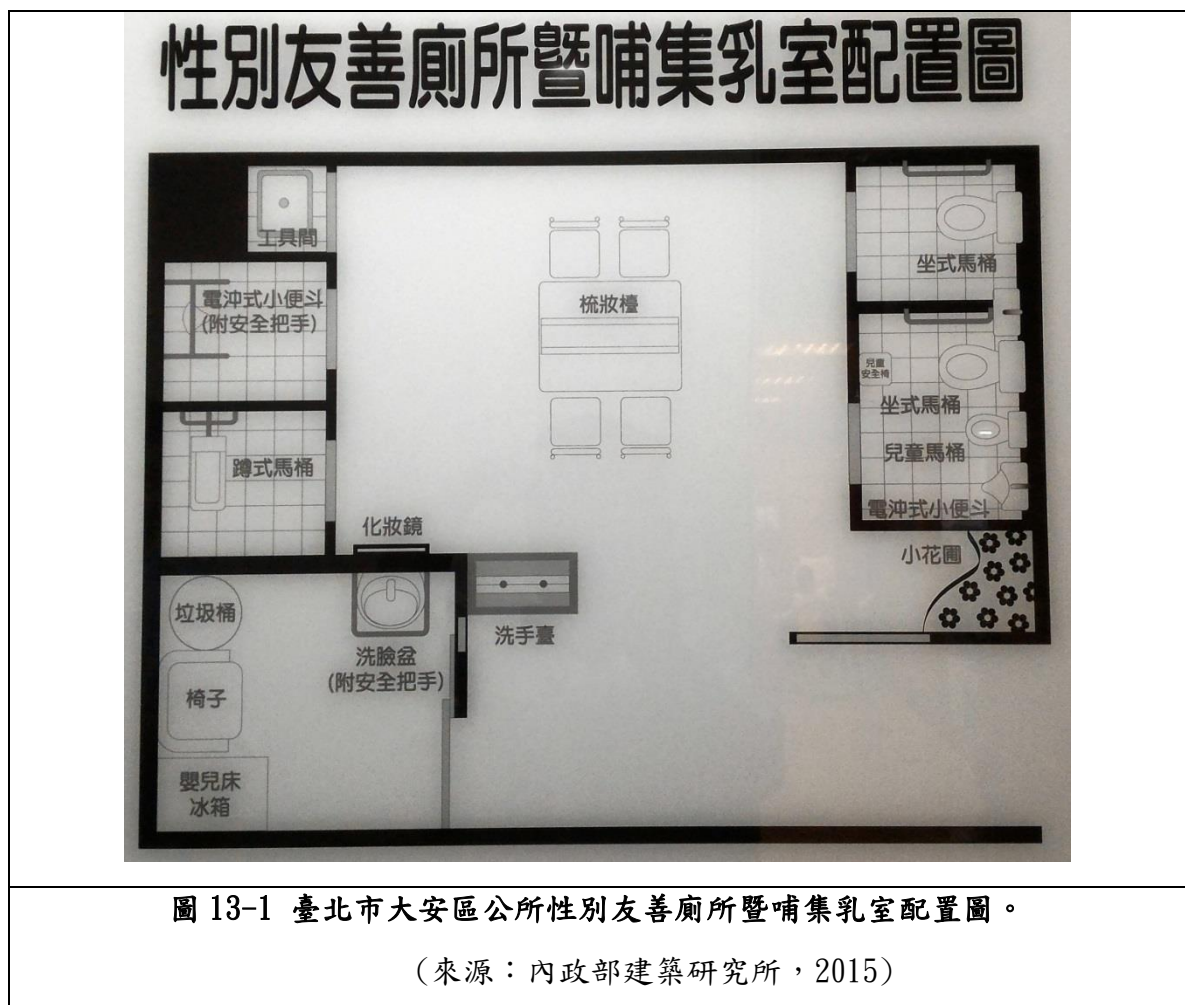 性別友善廁所暨哺集乳室配置圖
工具間
坐式馬桶
電沖式小便斗
(附安全把手)
梳妝檯
兒童
安全椅
坐式馬桶
蹲式馬桶
兒童馬桶
電沖式小便斗
化妝鏡
小花圃
垃圾桶
洗手臺
洗臉盆
(附安全把手)
椅子
嬰兒床
冰箱
圖 13-1 臺北市大安區公所性別友善廁所暨哺集乳室配置圖。
(來源：內政部建築研究所，2015)